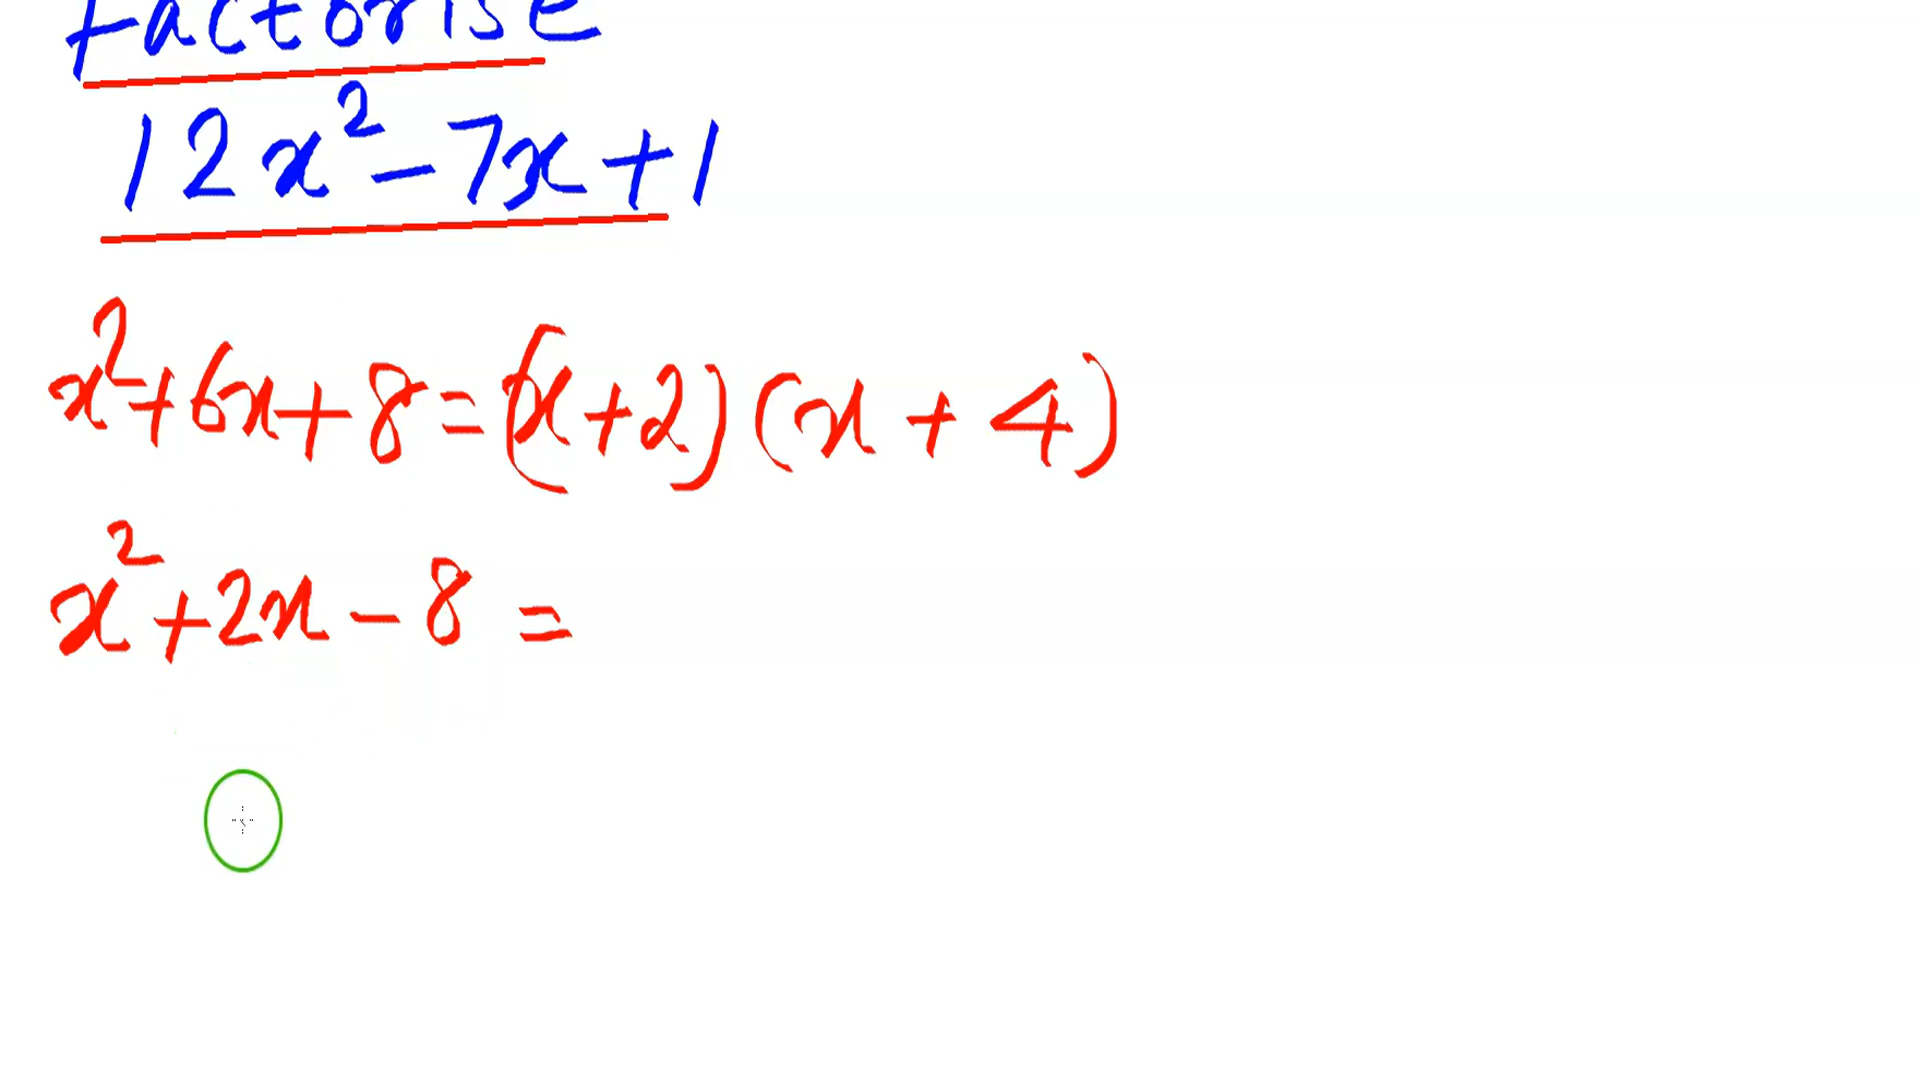 Factorise
12x² - 7x + 1
x² + 6x + 8 = (x + 2) (x + 4)
x² + 2x - 8 =